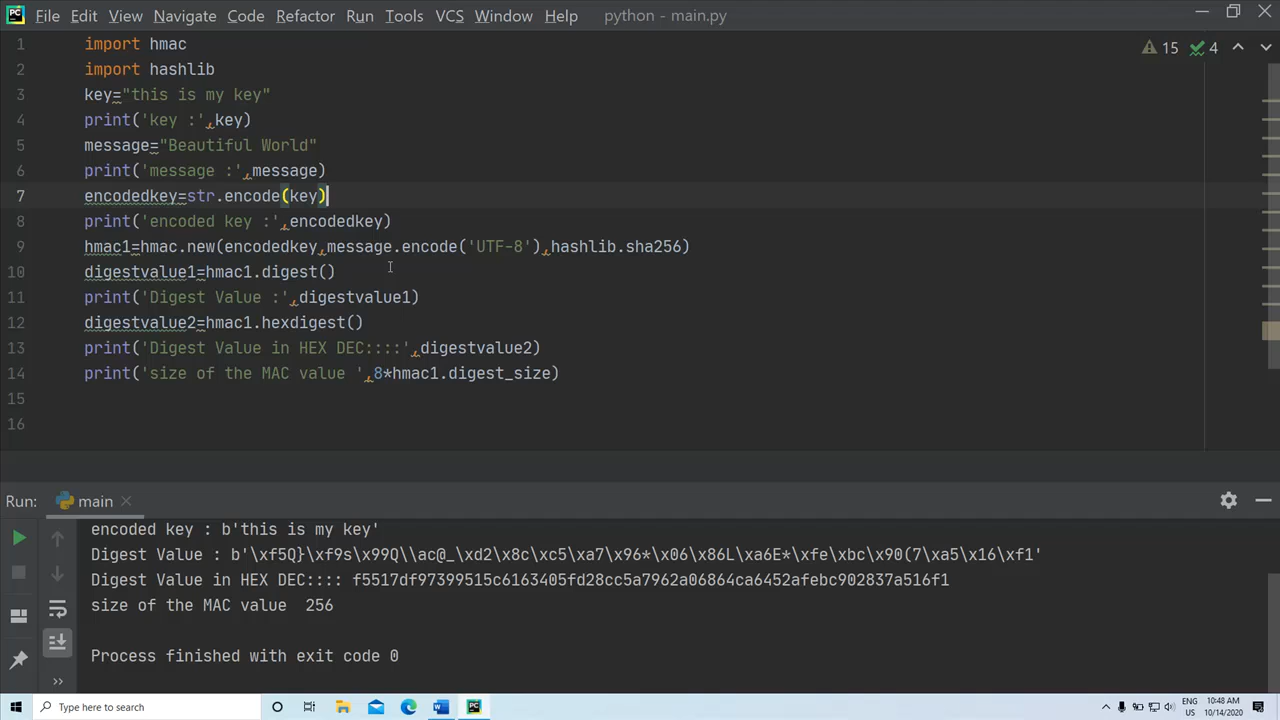 PC File Edit View Navigate Code Refactor Run Tools VCS Window Help python - main.py
15 4
1 import hmac
2 import hashlib
3 key="this is my key"
4 print('key :',key)
5 message="Beautiful World"
6 print('message :',message)
7 encodedkey=str.encode(key)
8 print('encoded key :',encodedkey)
9 hmac1=hmac.new(encodedkey,message.encode('UTF-8'),hashlib.sha256)
10 digestvalue1=hmac1.digest()
11 print('Digest Value :',digestvalue1)
12 digestvalue2=hmac1.hexdigest()
13 print('Digest Value in HEX DEC::::',digestvalue2)
14 print('size of the MAC value ',8*hmac1.digest_size)
15
16
Run: main
encoded key : b'this is my key'
Digest Value : b'\xf5Q}\xf9s\x99Q\\ac@_\xd2\x8c\xc5\xa7\x96*\x06\x86L\xa6E*\xfe\xbc\x90(7\xa5\x16\xf1'
Digest Value in HEX DEC:::: f5517df97399515c6163405fd28cc5a7962a06864ca6452afebc902837a516f1
size of the MAC value  256
Process finished with exit code 0
Type here to search
ENG
US
10:48 AM
10/14/2020